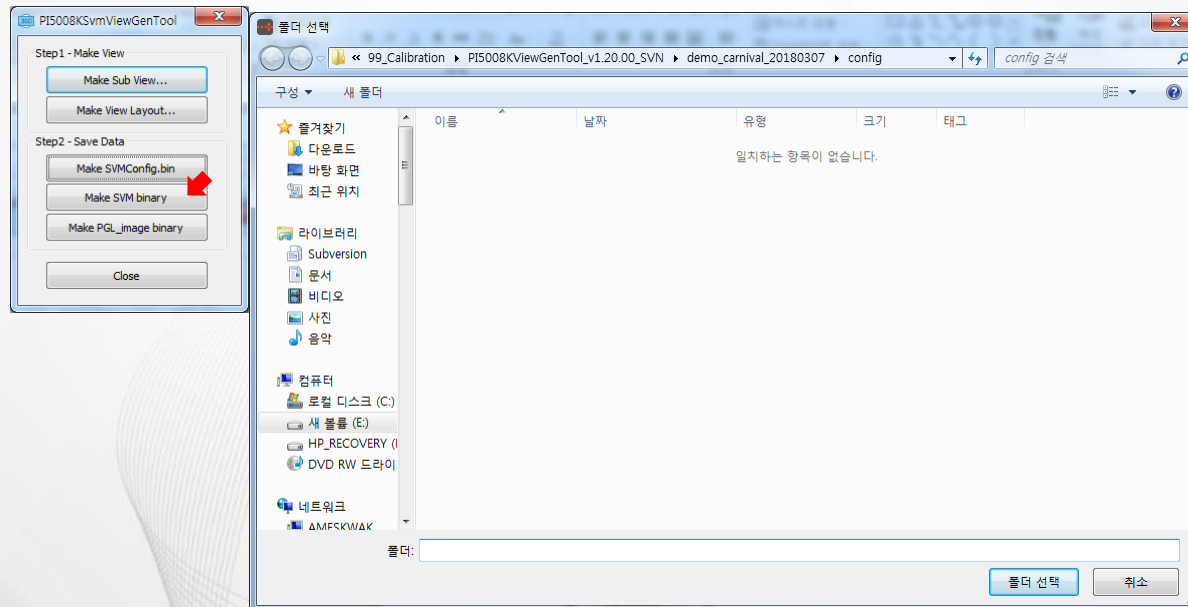 PI5008KSvmViewGenTool
Step1 - Make View
Make Sub View...
Make View Layout...
Step2 - Save Data
Make SVMConfig.bin
Make SVM binary
Make PGL_image binary
Close
폴더 선택
« 99_Calibration ▸ PI5008KViewGenTool_v1.20.00_SVN ▸ demo_carnival_20180307 ▸ config
config 검색
구성 ▼ 새 폴더
이름 날짜 유형 크기 태그
일치하는 항목이 없습니다.
즐겨찾기
다운로드
바탕 화면
최근 위치
라이브러리
Subversion
문서
비디오
사진
음악
컴퓨터
로컬 디스크 (C:)
새 볼륨 (E:)
HP_RECOVERY (
DVD RW 드라이
네트워크
AMESKWAK
폴더:
폴더 선택
취소